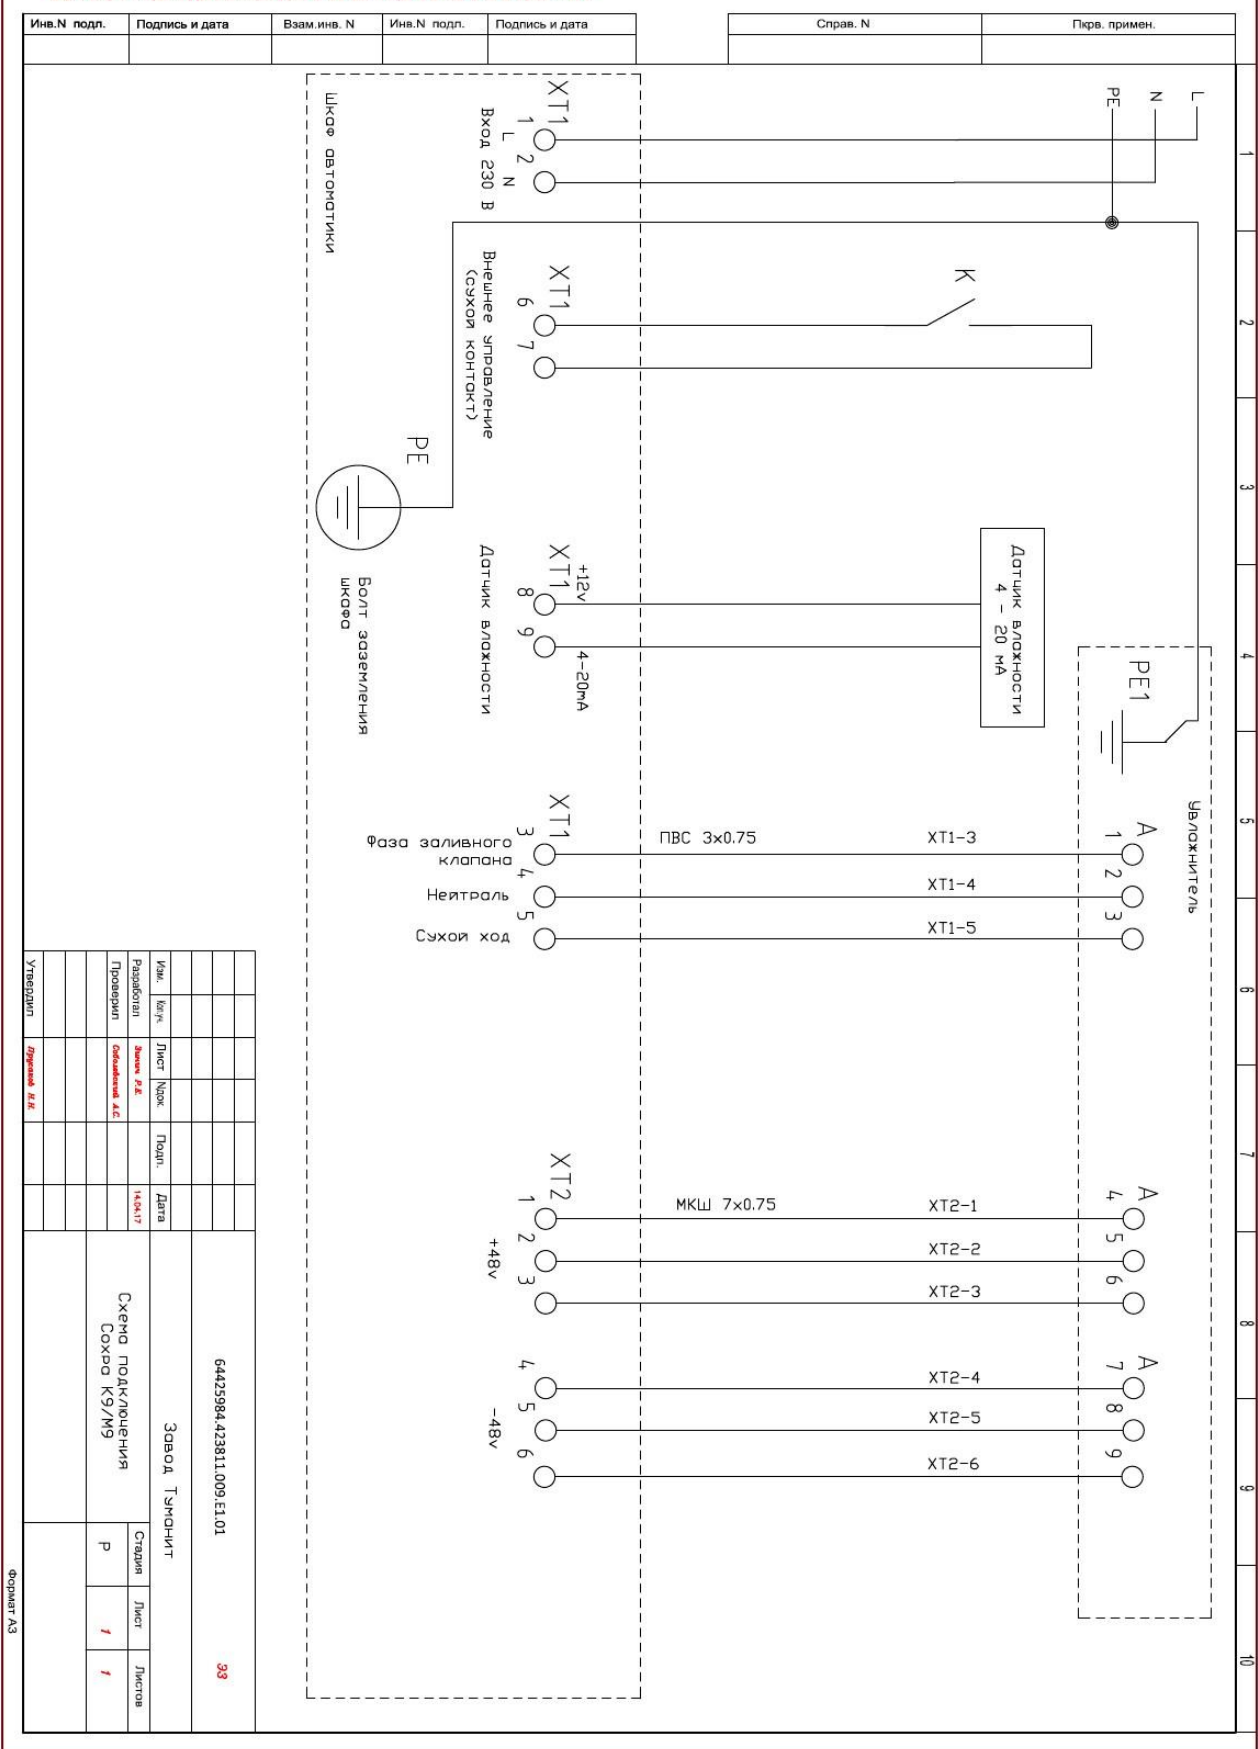 Инв.N подл.
Подпись и дата
Взам.инв. N
Инв.N подл.
Подпись и дата
Справ. N
Пкрв. примен.
1
2
3
4
5
6
7
8
9
10
L
N
PE
XT1
1
2
L
N
Вход 230 В
шкаф автоматики
XT1
6
7
Внешнее управление
(сухой контакт)
K
PE
Болт заземления
шкафа
XT1
+12v
8
9
4-20mA
Датчик влажности
Датчик влажности
4 - 20 мА
PE1
Увлажнитель
XT1
3
4
5
Фаза заливного
клапана
Нейтраль
Сухой ход
ПВС 3x0.75
XT1-3
XT1-4
XT1-5
A
1
2
3
XT2
1
2
3
+48v
МКШ 7x0.75
XT2-1
XT2-2
XT2-3
A
4
5
6
4
5
6
-48v
XT2-4
XT2-5
XT2-6
A
7
8
9
64425984.423811.009.E1.01
ЭЗ
Завод Туманит
Изм.
Кол.уч.
Лист
Nдок.
Подп.
Дата
Разработал
Р.В.
14.04.17
Проверил
Соболевский А.С.
Утвердил
Прусаков Н.Н.
Схема подключения
Сохра К9/М9
Стадия
Лист
Листов
Р
1
1
Формат А3